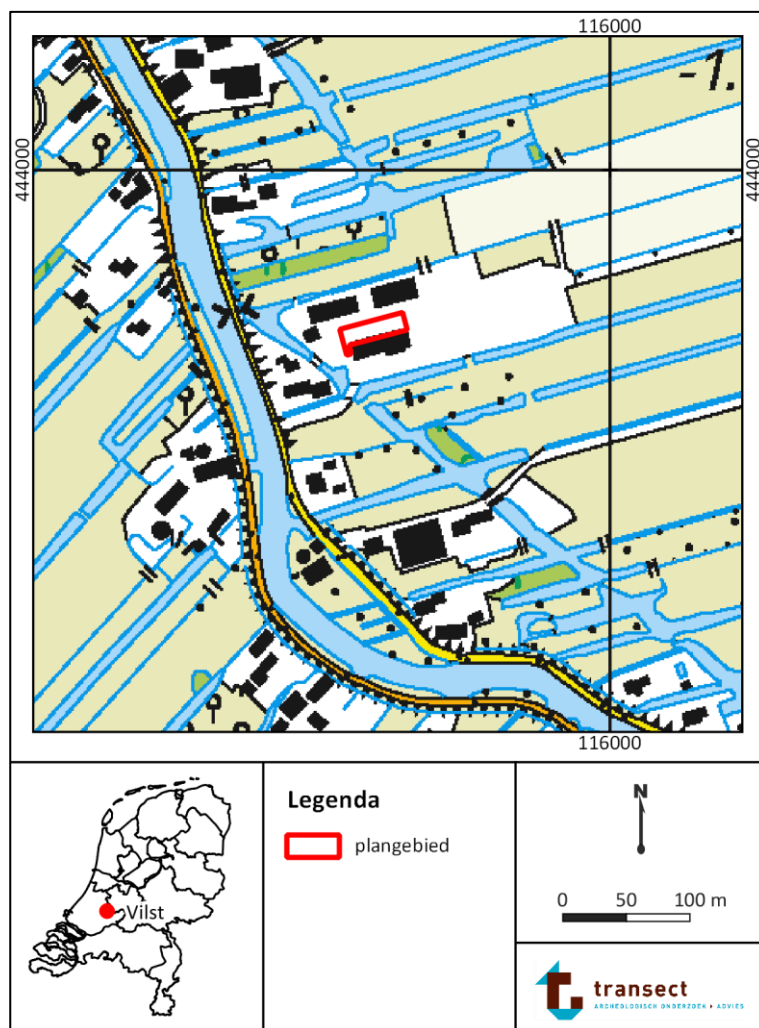 116000
-1.
444000
444000
116000
Vilst
Legenda
plangebied
N
0 50 100 m
transect
ARCHEOLOGISCH ONDERZOEK ▸ ADVIES